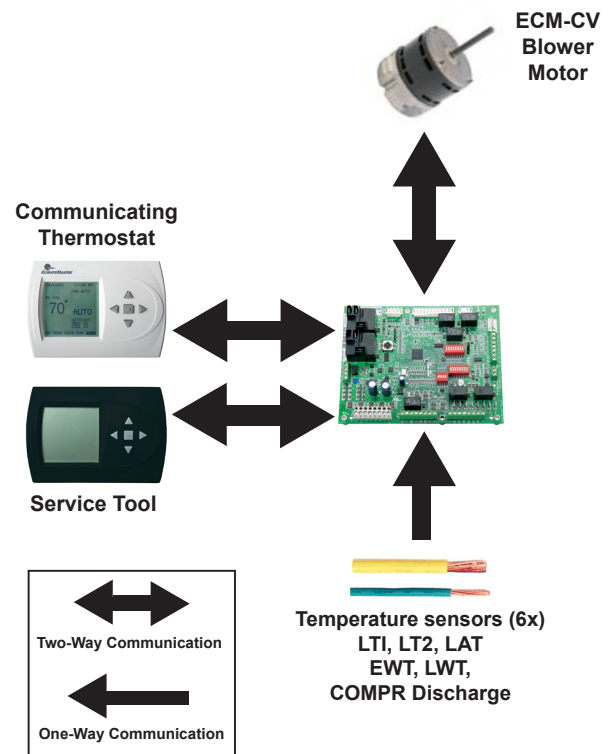 ECM-CV
Blower
Motor
Communicating
Thermostat
CLIMATEMASTER
70°
AUTO
Service Tool
Temperature sensors (6x)
LTI, LT2, LAT
EWT, LWT,
COMPR Discharge
Two-Way Communication
One-Way Communication